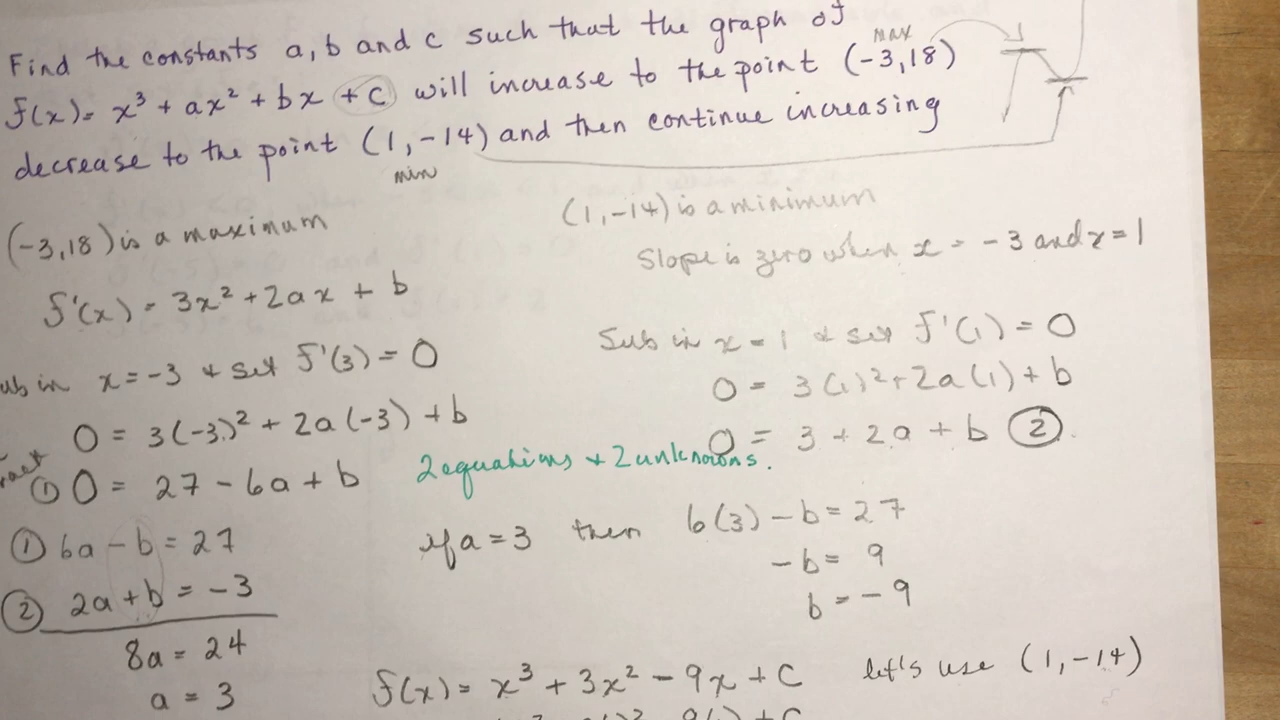 Find the constants a, b and c such that the graph of
f(x) = x³ + ax² + bx + c will increase to the point (-3,18)
max
decrease to the point (1,-14) and then continue increasing
min
(-3,18) is a maximum
(1,-14) is a minimum
Slope is zero when x = -3 and x = 1
f'(x) = 3x² + 2ax + b
x = -3 & set f'(3) = 0
0 = 3(-3)² + 2a(-3) + b
① 0 = 27 - 6a + b
Sub in x = 1 & set f'(1) = 0
0 = 3(1)² + 2a(1) + b
0 = 3 + 2a + b ②
2 equations & 2 unknowns.
① 6a - b = 27
② 2a + b = -3
8a = 24
a = 3
if a = 3 then 6(3) - b = 27
-b = 9
b = -9
f(x) = x³ + 3x² - 9x + C let's use (1,-14)